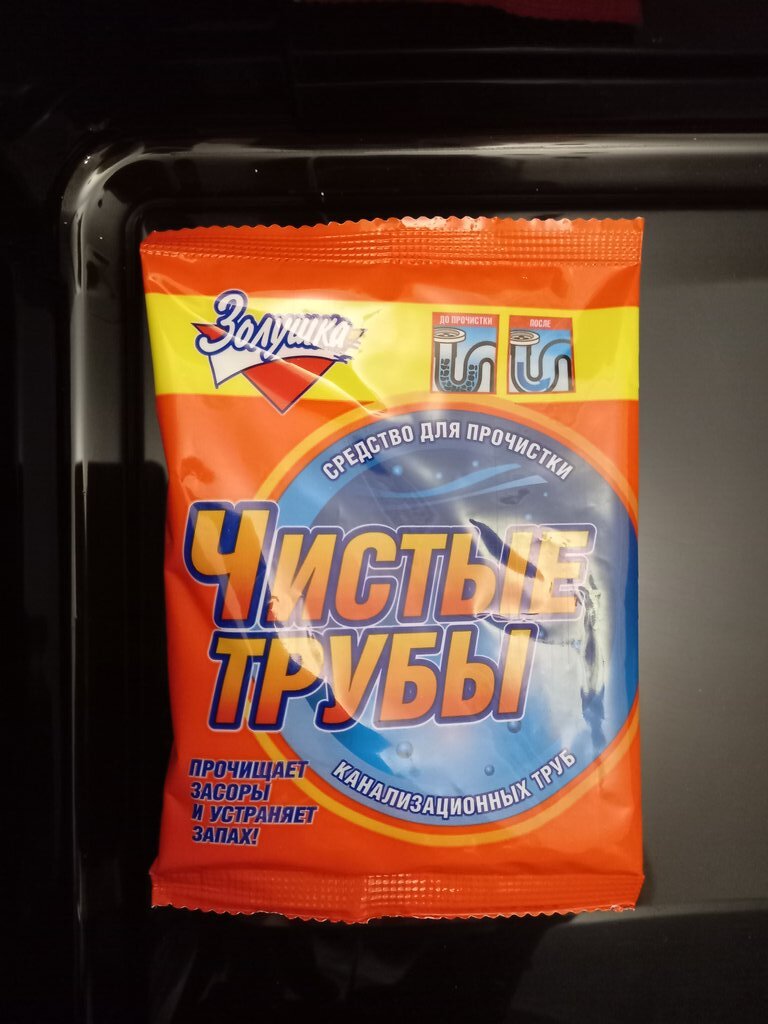 Золушка
ДО ПРОЧИСТКИ
ПОСЛЕ
СРЕДСТВО ДЛЯ ПРОЧИСТКИ
ЧИСТЫЕ
ТРУБЫ
КАНАЛИЗАЦИОННЫХ ТРУБ
ПРОЧИЩАЕТ
ЗАСОРЫ
И УСТРАНЯЕТ
ЗАПАХ!